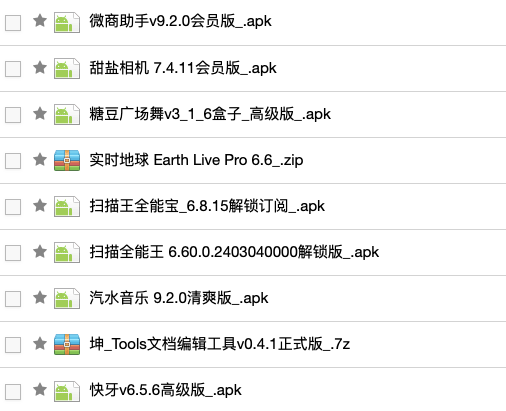 微商助手v9.2.0会员版_.apk
甜盐相机 7.4.11会员版_.apk
糖豆广场舞v3_1_6盒子_高级版_.apk
实时地球 Earth Live Pro 6.6_.zip
扫描王全能宝_6.8.15解锁订阅_.apk
扫描全能王 6.60.0.2403040000解锁版_.apk
汽水音乐 9.2.0清爽版_.apk
坤_Tools文档编辑工具v0.4.1正式版_.7z
快牙v6.5.6高级版_.apk